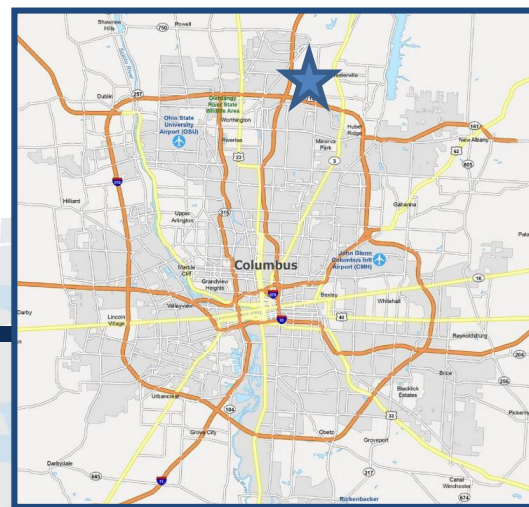 Shawnee
Hills
750
Powell
Dublin
257
Olentangy
River State
Wildlife Area
Worthington
Ohio State
University
Airport (OSU)
Riverlea
23
Minerva
Park
Huber
Ridge
3
161
New Albany
62
605
270
Hilliard
Upper
Arlington
315
Gahanna
John Glenn
Columbus Intl
Airport (CMH)
Marble
Cliff
Columbus
Grandview
Heights
16
Valleyview
Bexley
Whitehall
Lincoln
Village
40
Darby
Reynoldsburg
204
Brice
256
Blacklick
Estates
Urbancrest
104
33
Grove City
Obetz
Groveport
317
Darbydale
665
71
Canal
Winchester
674
Rickenbacker